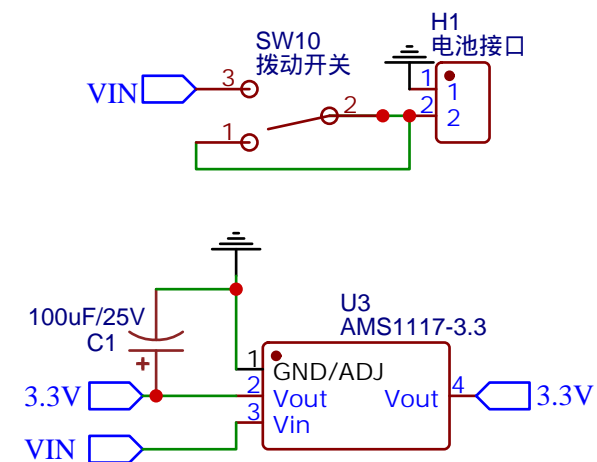 H1
电池接口
SW10
拨动开关
VIN
3
1
2
1
2
1
2
U3
AMS1117-3.3
100uF/25V
C1
+
1
GND/ADJ
3.3V
2
Vout
Vout
4
3.3V
3
Vin
VIN